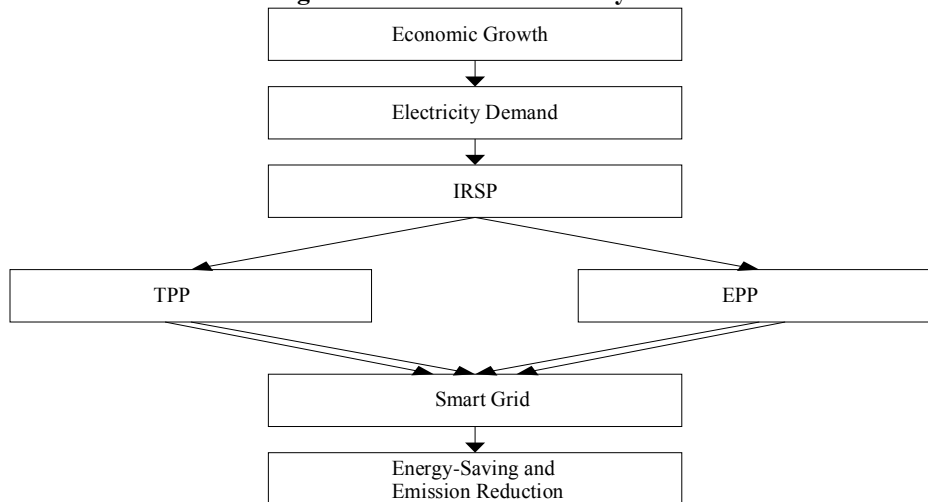 Economic Growth
Electricity Demand
IRSP
TPP
EPP
Smart Grid
Energy-Saving and
Emission Reduction